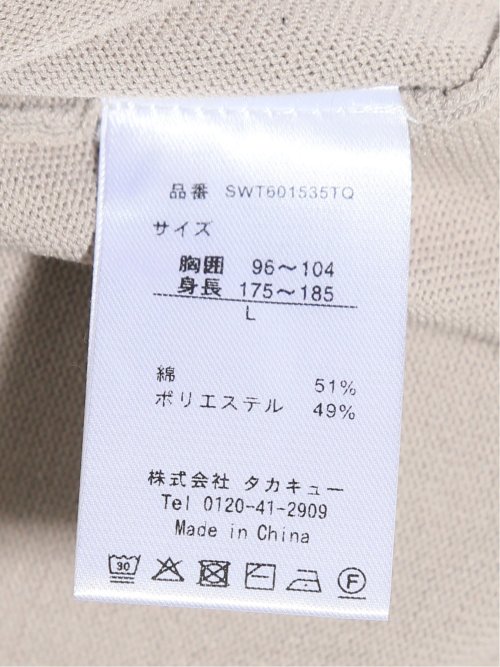 品番 SWT601535TQ
サイズ
胸囲 96～104
身長 175～185
L
綿 51%
ポリエステル 49%
株式会社 タカキュー
Tel 0120-41-2909
Made in China
30 F